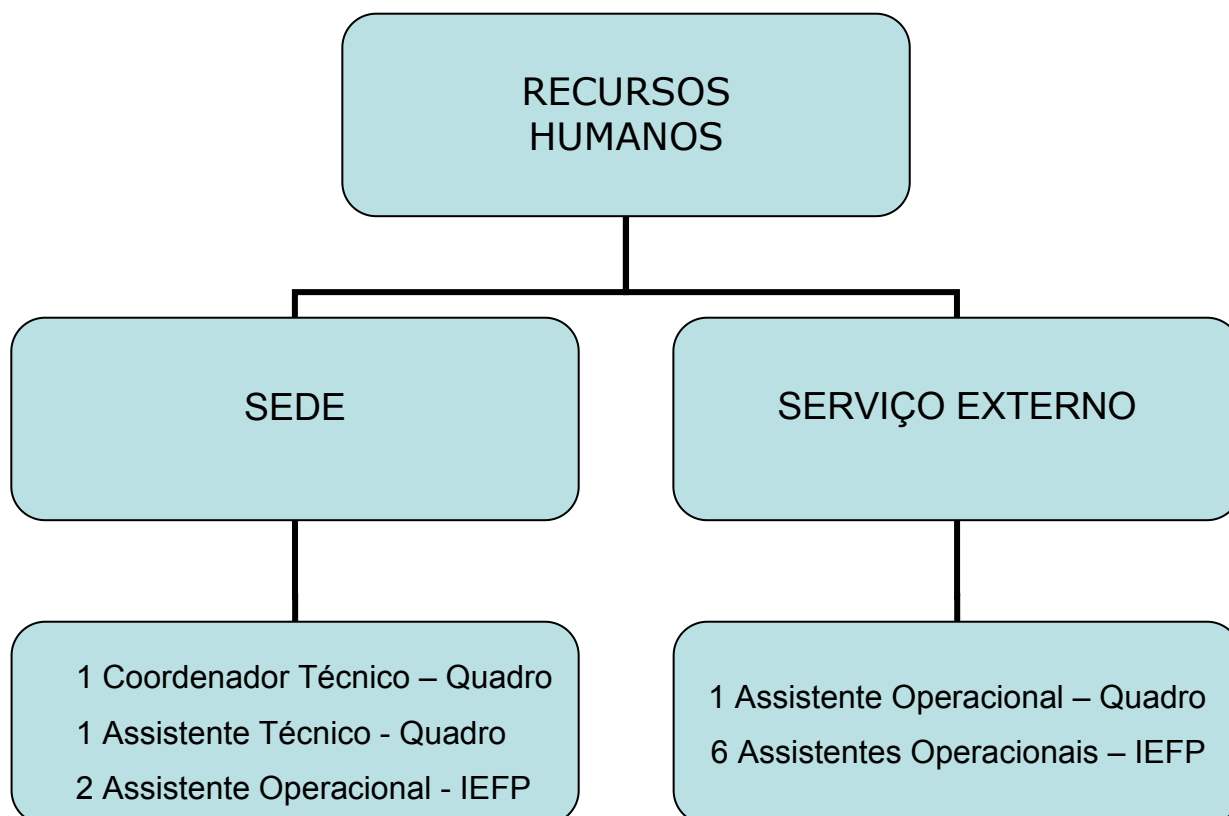 RECURSOS
HUMANOS
SEDE
SERVIÇO EXTERNO
1 Coordenador Técnico – Quadro
1 Assistente Técnico - Quadro
2 Assistente Operacional - IEFP
1 Assistente Operacional – Quadro
6 Assistentes Operacionais – IEFP